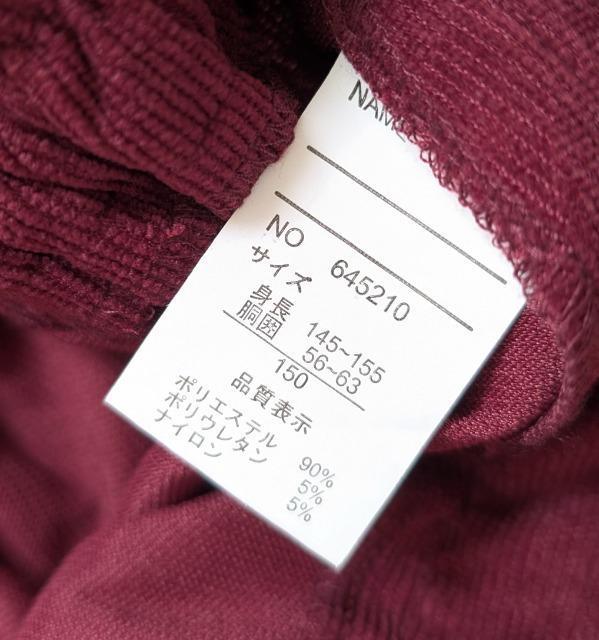 NAME
NO 645210
サイズ
身長 145~155
胴囲 56~63
150
品質表示
ポリエステル 90%
ポリウレタン 5%
ナイロン 5%